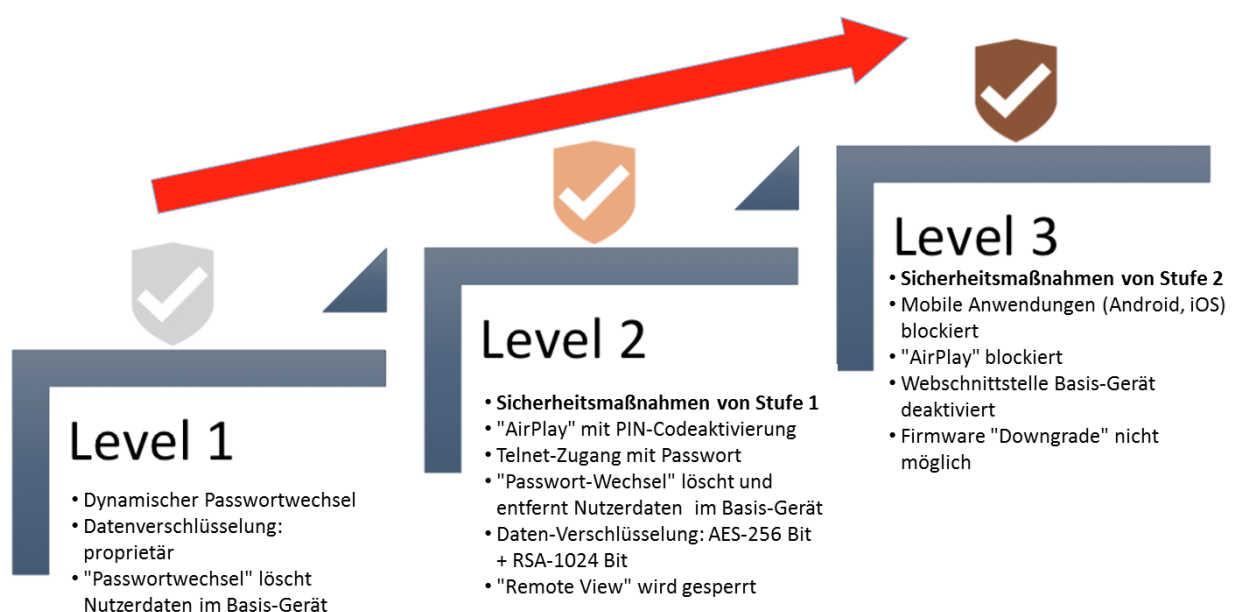 Level 1
• Dynamischer Passwortwechsel
• Datenverschlüsselung:
proprietär
• "Passwortwechsel" löscht
Nutzerdaten im Basis-Gerät
Level 2
• Sicherheitsmaßnahmen von Stufe 1
• "AirPlay" mit PIN-Codeaktivierung
• Telnet-Zugang mit Passwort
• "Passwort-Wechsel" löscht und
entfernt Nutzerdaten im Basis-Gerät
• Daten-Verschlüsselung: AES-256 Bit
+ RSA-1024 Bit
• "Remote View" wird gesperrt
Level 3
• Sicherheitsmaßnahmen von Stufe 2
• Mobile Anwendungen (Android, iOS)
blockiert
• "AirPlay" blockiert
• Webschnittstelle Basis-Gerät
deaktiviert
• Firmware "Downgrade" nicht
möglich